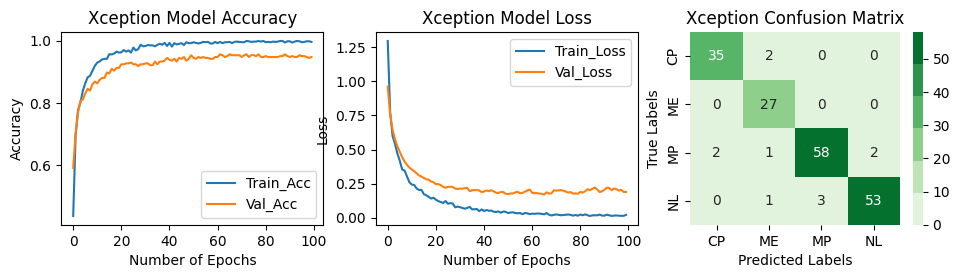 Xception Model Accuracy
Accuracy
1.0
0.8
0.6
Train_Acc
Val_Acc
0 20 40 60 80 100
Number of Epochs
Xception Model Loss
Loss
1.25
1.00
0.75
0.50
0.25
0.00
Train_Loss
Val_Loss
0 20 40 60 80 100
Number of Epochs
Xception Confusion Matrix
True Labels
CP 35 2 0 0
ME 0 27 0 0
MP 2 1 58 2
NL 0 1 3 53
CP ME MP NL
Predicted Labels
50
40
30
20
10
0